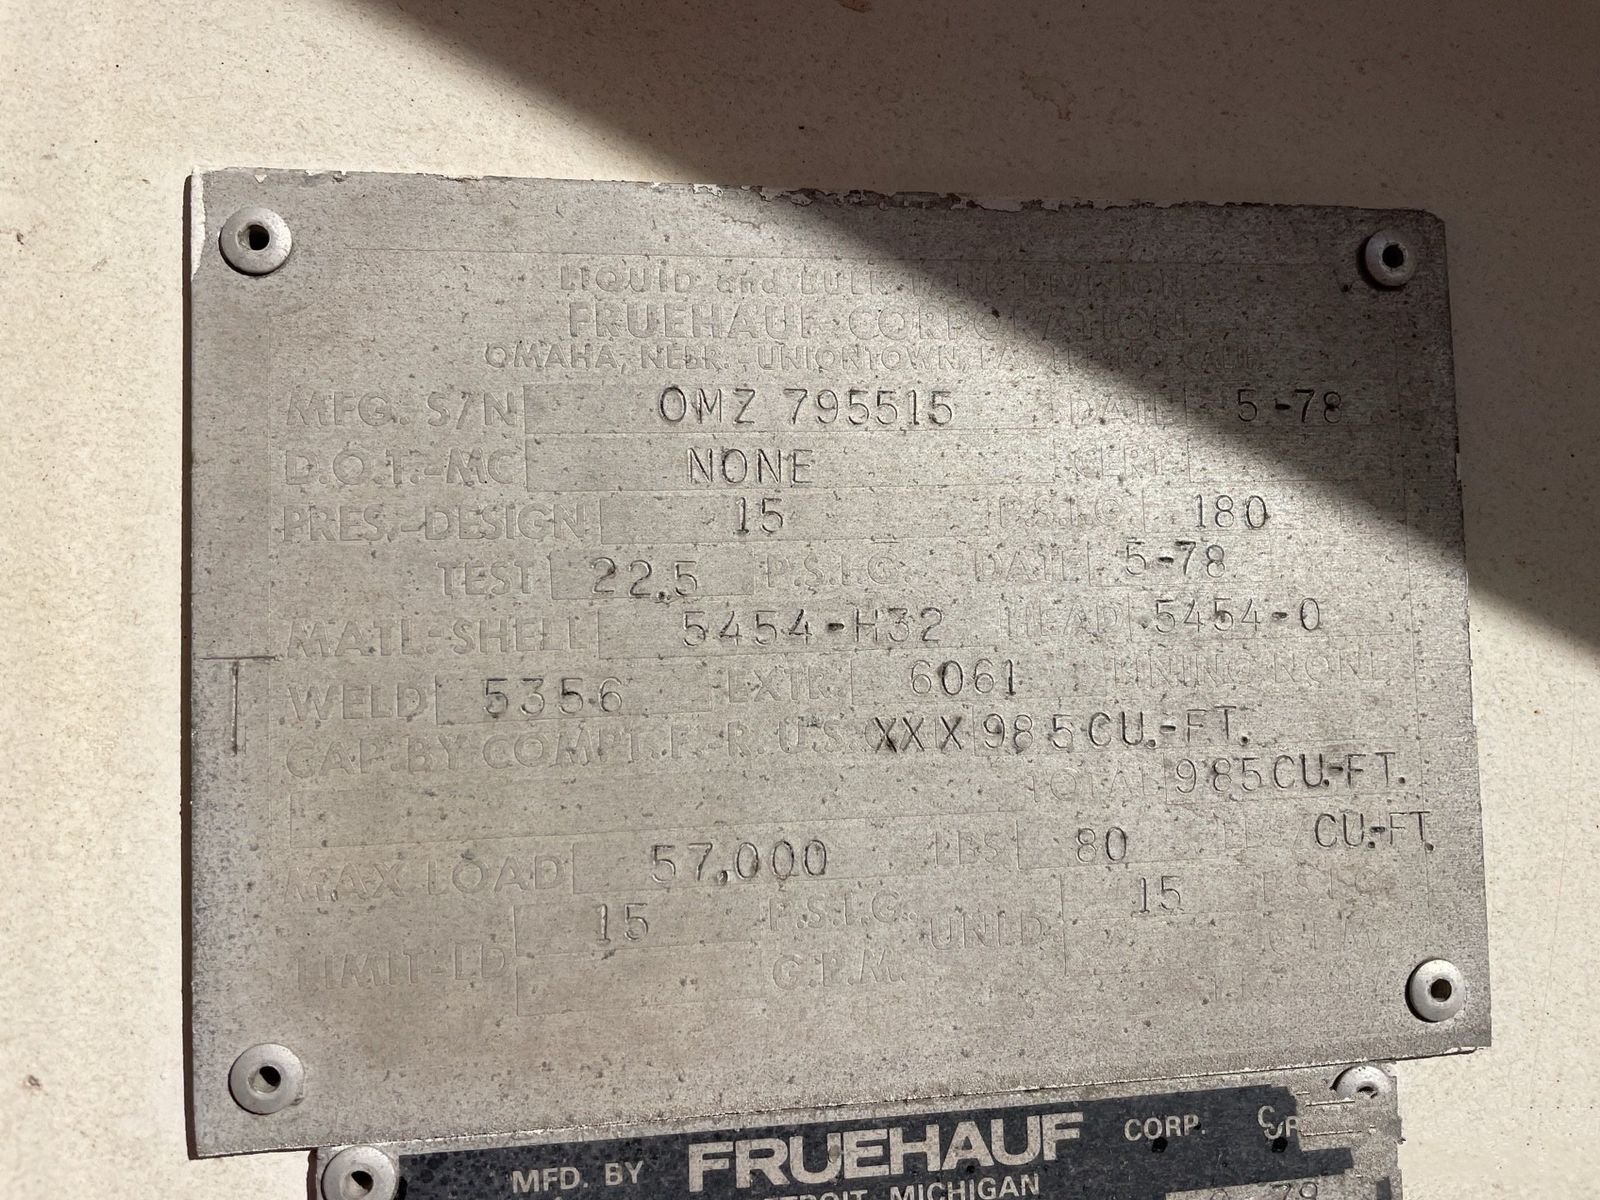 LIQUID and BULK TANK DIVISION
FRUEHAUF CORPORATION
OMAHA, NEBR.-UNIONTOWN, PA.
MFG. S/N OMZ 795515 DATE 5-78
D.O.T.-MC NONE CERT.
PRES.-DESIGN 15 P.S.I.G. 180
TEST 22.5 P.S.I.G. DATE 5-78
MATL-SHELL 5454-H32 HEAD 5454-0
WELD 5356 EXTR. 6061 LINING NONE
CAP. BY COMPT. F.-R. U.S. XXX 985 CU.-FT.
TOTAL 985 CU.-FT.
MAX. LOAD 57,000 LBS 80 CU.-FT.
15 P.S.I.G. 15 P.S.I.G.
LIMIT-LD G.P.M. UNLD
MFD. BY FRUEHAUF CORP.
DETROIT, MICHIGAN
78